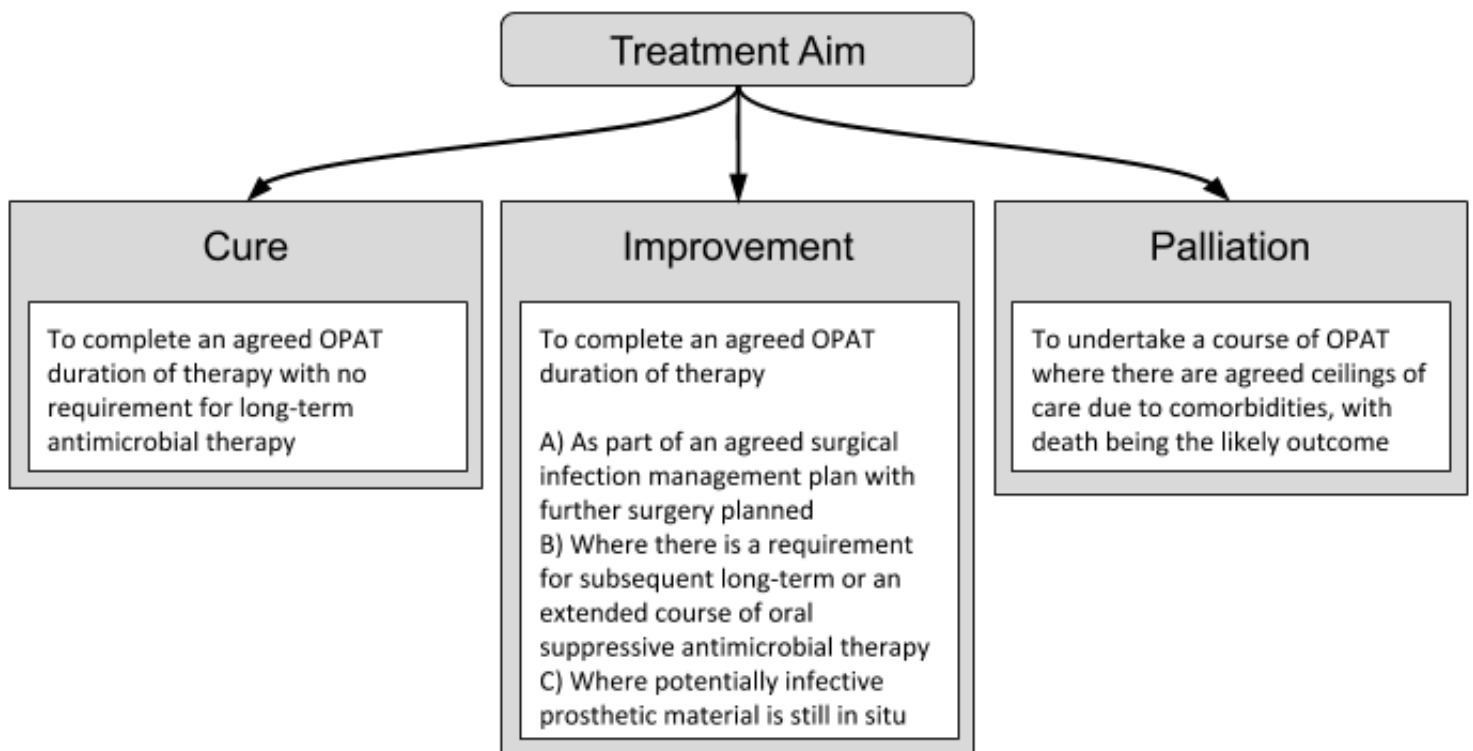 Treatment Aim
Cure
To complete an agreed OPAT
duration of therapy with no
requirement for long-term
antimicrobial therapy
Improvement
To complete an agreed OPAT
duration of therapy
A) As part of an agreed surgical
infection management plan with
further surgery planned
B) Where there is a requirement
for subsequent long-term or an
extended course of oral
suppressive antimicrobial therapy
C) Where potentially infective
prosthetic material is still in situ
Palliation
To undertake a course of OPAT
where there are agreed ceilings of
care due to comorbidities, with
death being the likely outcome